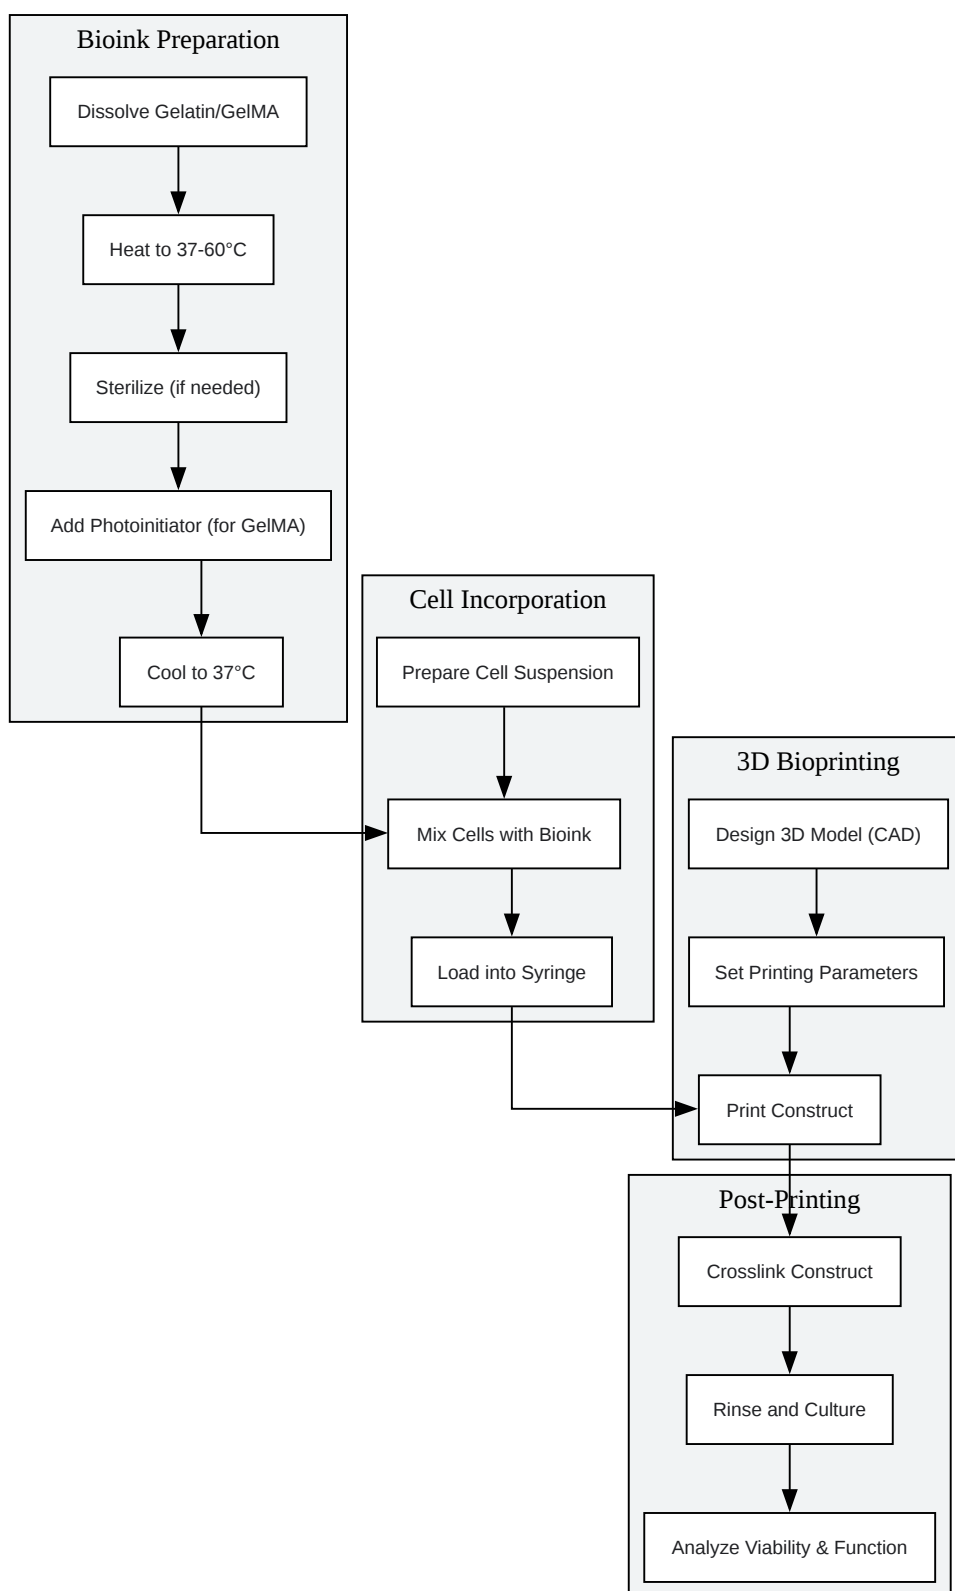 Bioink Preparation
Dissolve Gelatin/GelMA
Heat to 37-60°C
Sterilize (if needed)
Add Photoinitiator (for GelMA)
Cool to 37°C
Cell Incorporation
Prepare Cell Suspension
Mix Cells with Bioink
Load into Syringe
3D Bioprinting
Design 3D Model (CAD)
Set Printing Parameters
Print Construct
Post-Printing
Crosslink Construct
Rinse and Culture
Analyze Viability & Function